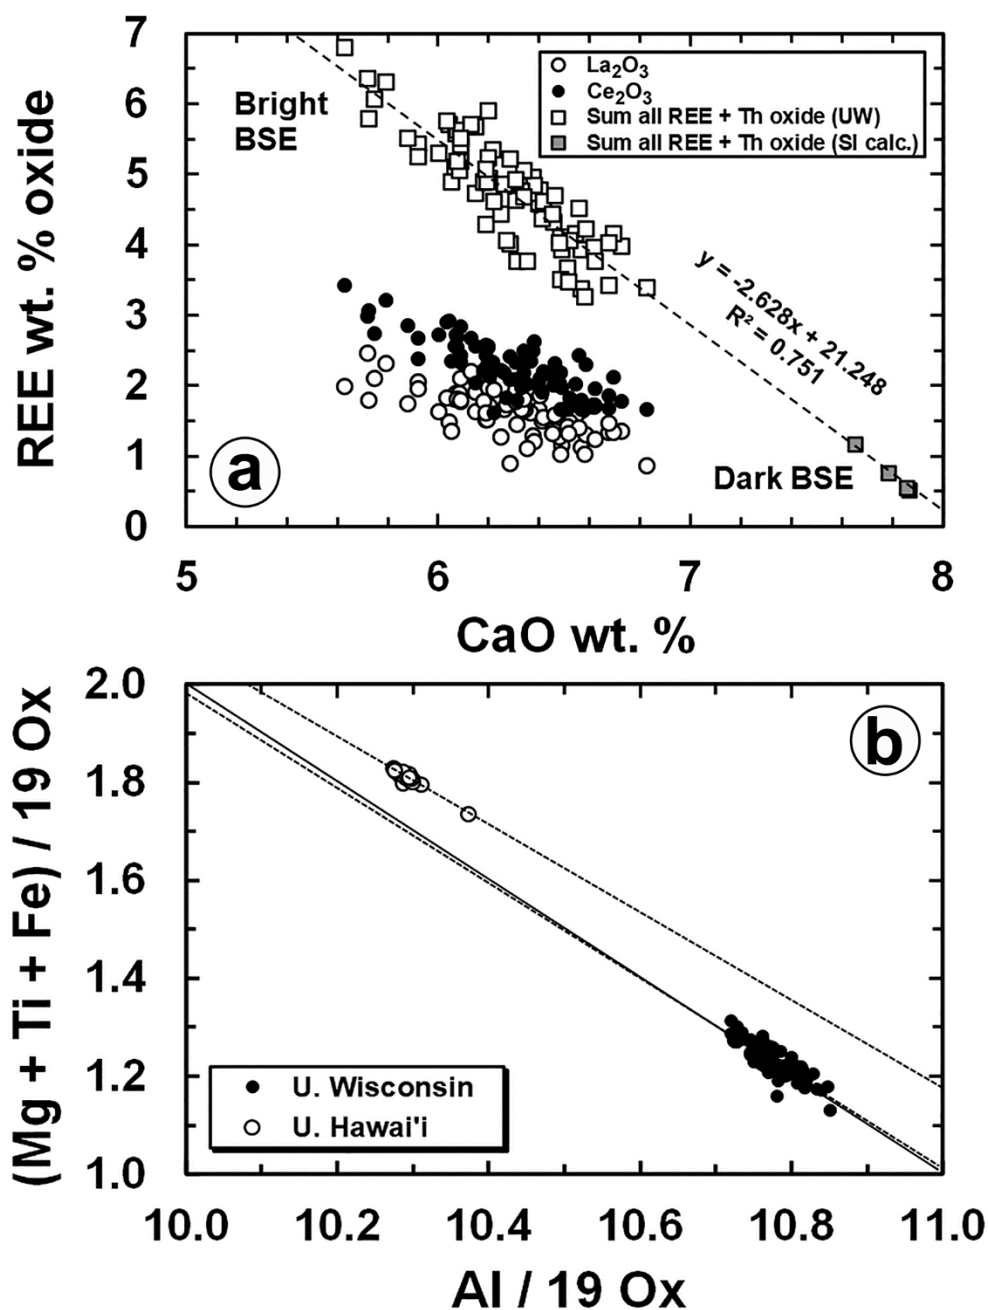 7
6
5
4
3
2
1
0
REE wt. % oxide
Bright
BSE
La₂O₃
Ce₂O₃
Sum all REE + Th oxide (UW)
Sum all REE + Th oxide (SI calc.)
y = -2.628x + 21.248
R² = 0.751
a
Dark BSE
5 6 7 8
CaO wt. %
2.0
1.8
1.6
1.4
1.2
1.0
(Mg + Ti + Fe) / 19 Ox
b
U. Wisconsin
U. Hawai'i
10.0 10.2 10.4 10.6 10.8 11.0
Al / 19 Ox